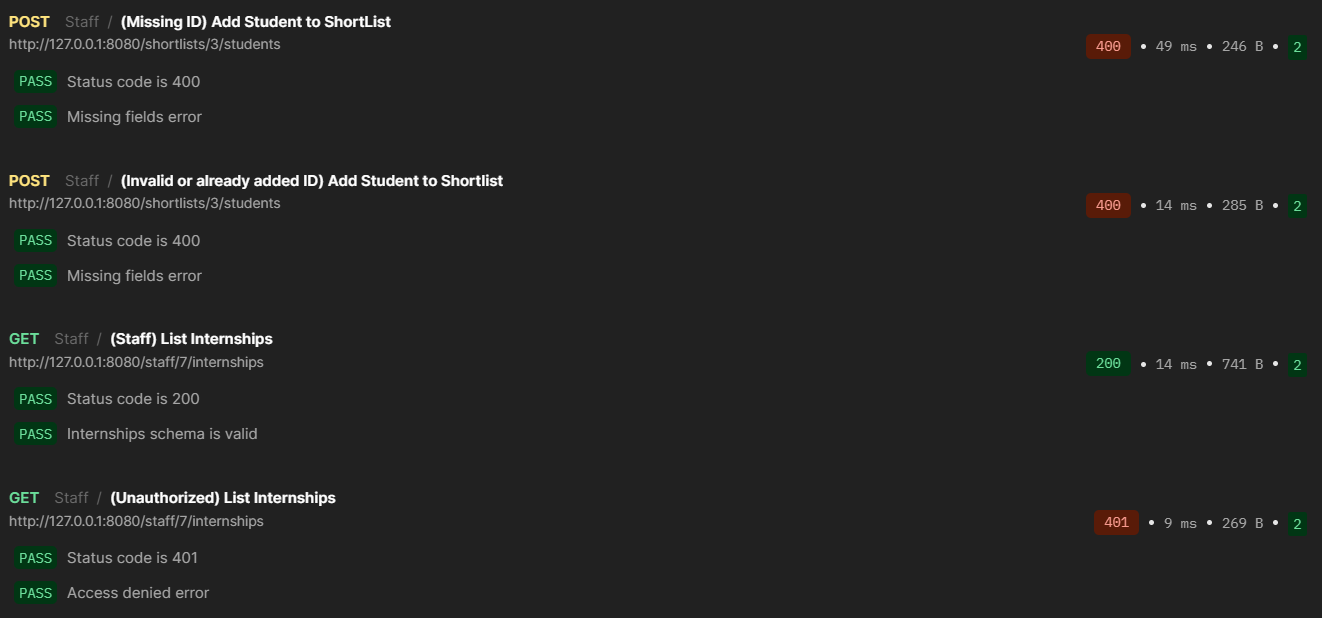 POST Staff / (Missing ID) Add Student to ShortList
http://127.0.0.1:8080/shortlists/3/students
400 • 49 ms • 246 B • 2
PASS Status code is 400
PASS Missing fields error
POST Staff / (Invalid or already added ID) Add Student to Shortlist
http://127.0.0.1:8080/shortlists/3/students
400 • 14 ms • 285 B • 2
PASS Status code is 400
PASS Missing fields error
GET Staff / (Staff) List Internships
http://127.0.0.1:8080/staff/7/internships
200 • 14 ms • 741 B • 2
PASS Status code is 200
PASS Internships schema is valid
GET Staff / (Unauthorized) List Internships
http://127.0.0.1:8080/staff/7/internships
401 • 9 ms • 269 B • 2
PASS Status code is 401
PASS Access denied error